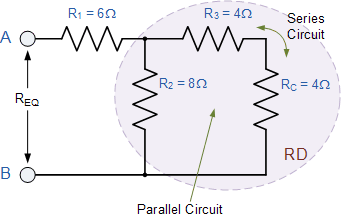 R1 = 6Ω
R3 = 4Ω
Series
Circuit
A
REQ
R2 = 8Ω
RC = 4Ω
B
RD
Parallel Circuit